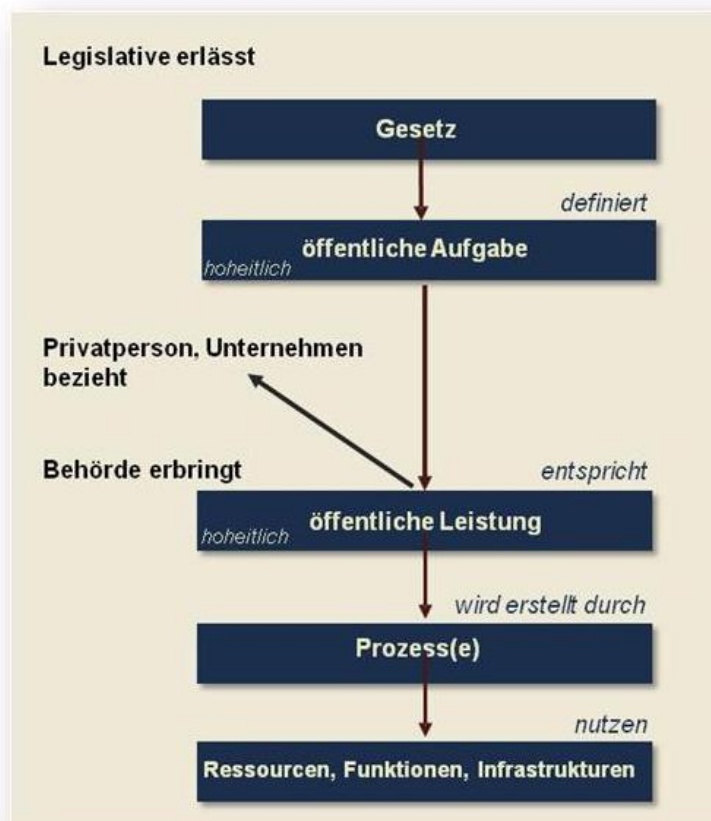 Legislative erlässt
Gesetz
definiert
öffentliche Aufgabe
hoheitlich
Privatperson, Unternehmen
bezieht
Behörde erbringt
entspricht
öffentliche Leistung
hoheitlich
wird erstellt durch
Prozess(e)
nutzen
Ressourcen, Funktionen, Infrastrukturen